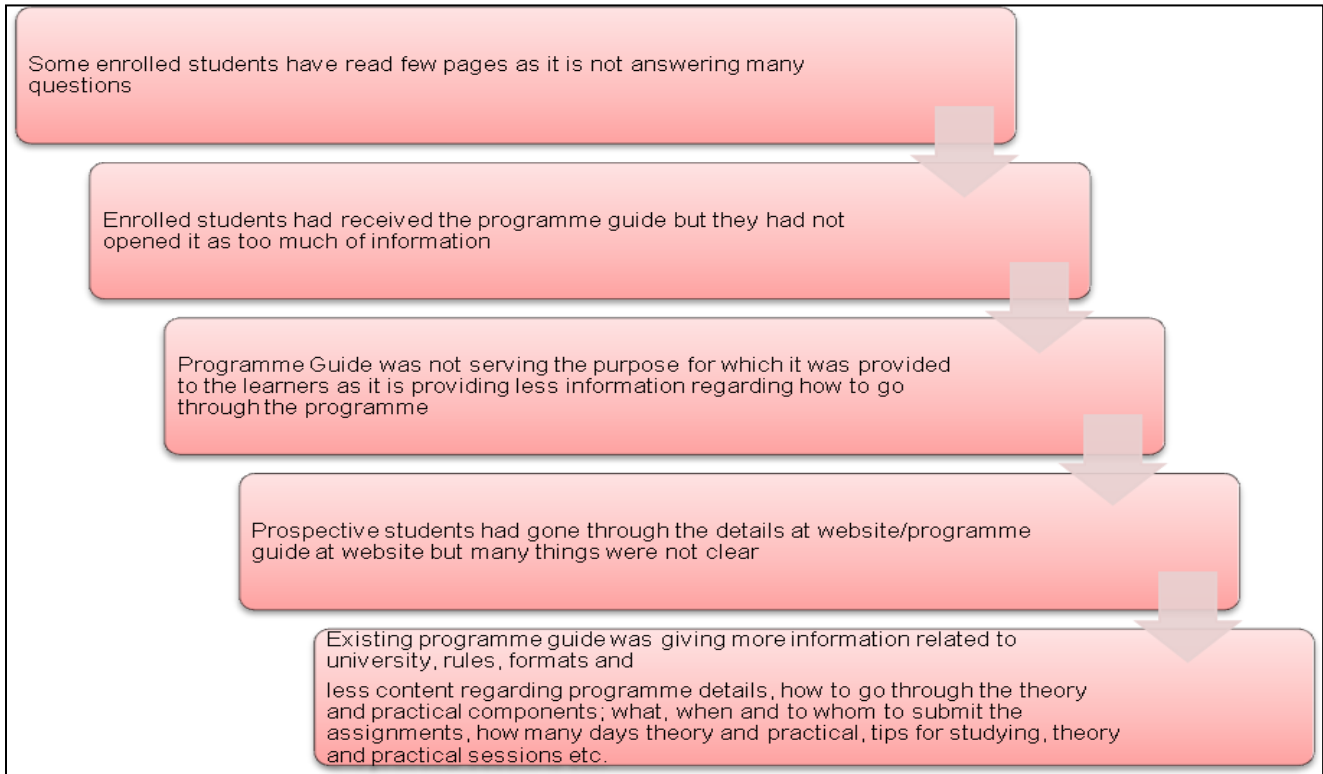 Some enrolled students have read few pages as it is not answering many
questions
Enrolled students had received the programme guide but they had not
opened it as too much of information
Programme Guide was not serving the purpose for which it was provided
to the learners as it is providing less information regarding how to go
through the programme
Prospective students had gone through the details at website/programme
guide at website but many things were not clear
Existing programme guide was giving more information related to
university, rules, formats and
less content regarding programme details, how to go through the theory
and practical components; what, when and to whom to submit the
assignments, how many days theory and practical, tips for studying, theory
and practical sessions etc.